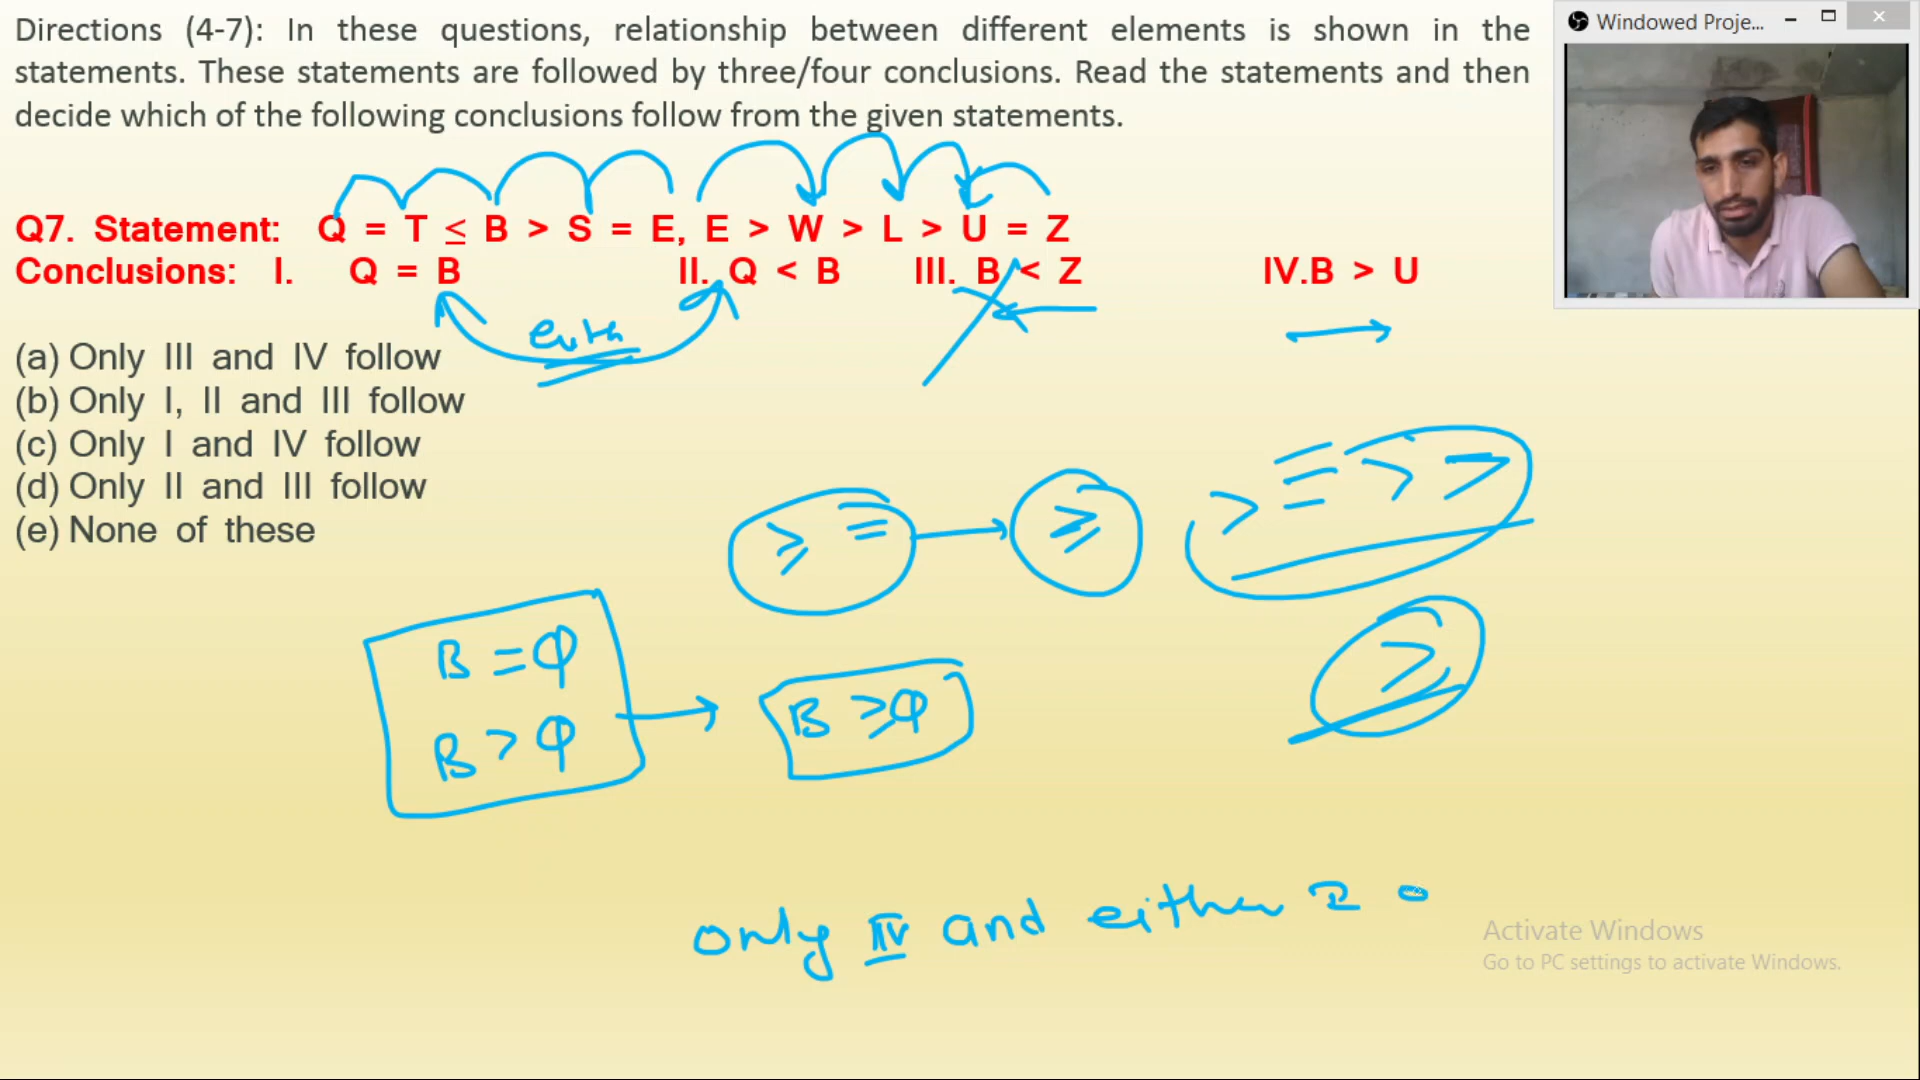 Directions (4-7): In these questions, relationship between different elements is shown in the
statements. These statements are followed by three/four conclusions. Read the statements and then
decide which of the following conclusions follow from the given statements.
Windowed Proje...
Q7. Statement: Q = T ≤ B > S = E, E > W > L > U = Z
Conclusions: I. Q = B II. Q < B III. B < Z IV.B > U
(a) Only III and IV follow
(b) Only I, II and III follow
(c) Only I and IV follow
(d) Only II and III follow
(e) None of these
≥ = → ≥
> = > >
>
B = Q
B > Q → B ≥ Q
only IV and either I o
Activate Windows
Go to PC settings to activate Windows.